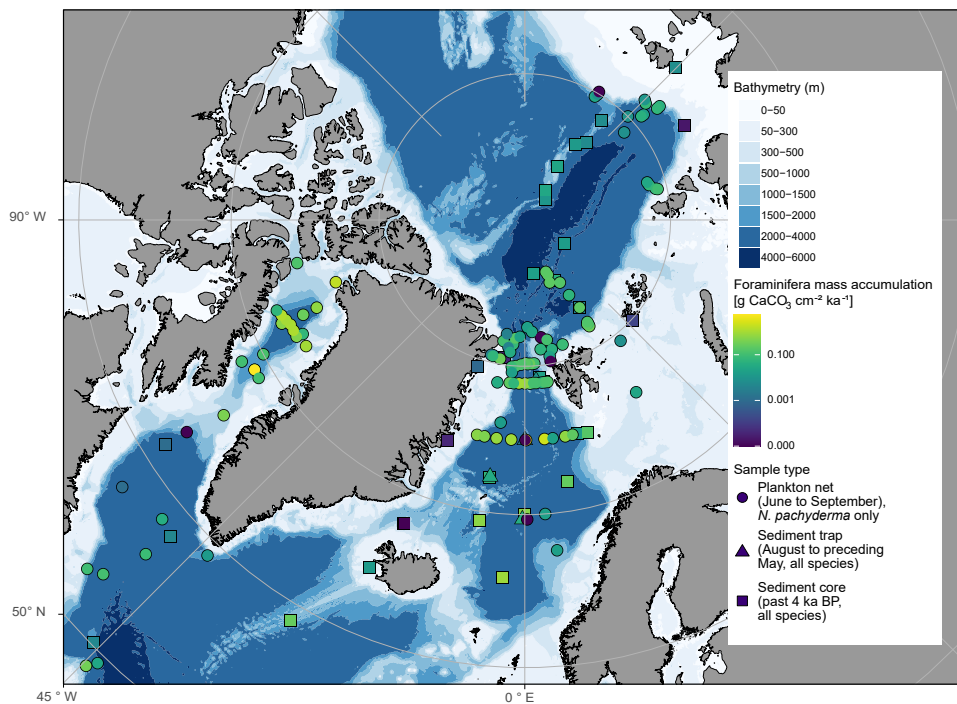 Bathymetry (m)
0−50
50−300
300−500
500−1000
1000−1500
1500−2000
2000−4000
4000−6000
Foraminifera mass accumulation
[g CaCO₃ cm⁻² ka⁻¹]
0.100
0.001
0.000
Sample type
Plankton net
(June to September),
N. pachyderma only
Sediment trap
(August to preceding
May, all species)
Sediment core
(past 4 ka BP,
all species)
90° W
50° N
45 ° W
0 ° E